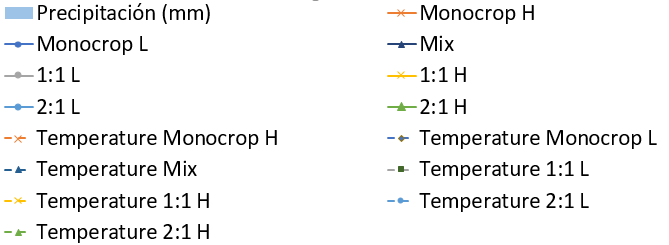 Precipitación (mm) Monocrop H
Monocrop L Mix
1:1 L 1:1 H
2:1 L 2:1 H
Temperature Monocrop H Temperature Monocrop L
Temperature Mix Temperature 1:1 L
Temperature 1:1 H Temperature 2:1 L
Temperature 2:1 H